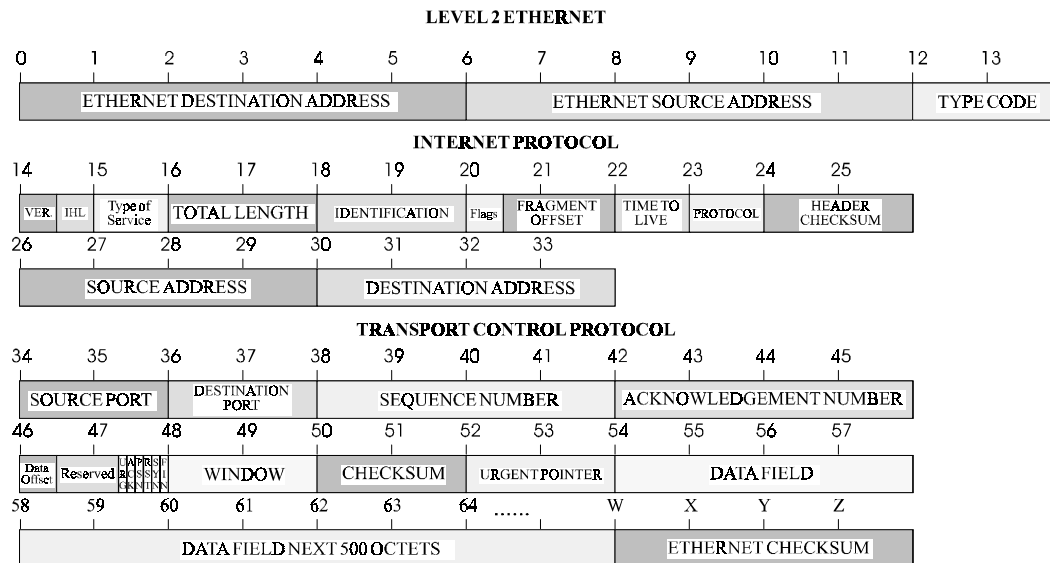 LEVEL 2 ETHERNET
0 1 2 3 4 5 6 7 8 9 10 11 12 13
ETHERNET DESTINATION ADDRESS ETHERNET SOURCE ADDRESS TYPE CODE
INTERNET PROTOCOL
14 15 16 17 18 19 20 21 22 23 24 25
VER. IHL Type of Service TOTAL LENGTH IDENTIFICATION Flags FRAGMENT OFFSET TIME TO LIVE PROTOCOL HEADER CHECKSUM
26 27 28 29 30 31 32 33
SOURCE ADDRESS DESTINATION ADDRESS
TRANSPORT CONTROL PROTOCOL
34 35 36 37 38 39 40 41 42 43 44 45
SOURCE PORT DESTINATION PORT SEQUENCE NUMBER ACKNOWLEDGEMENT NUMBER
46 47 48 49 50 51 52 53 54 55 56 57
Data Offset Reserved URG ACK PSN RST SYN FIN WINDOW CHECKSUM URGENT POINTER DATA FIELD
58 59 60 61 62 63 64 ...... W X Y Z
DATA FIELD NEXT 500 OCTETS ETHERNET CHECKSUM